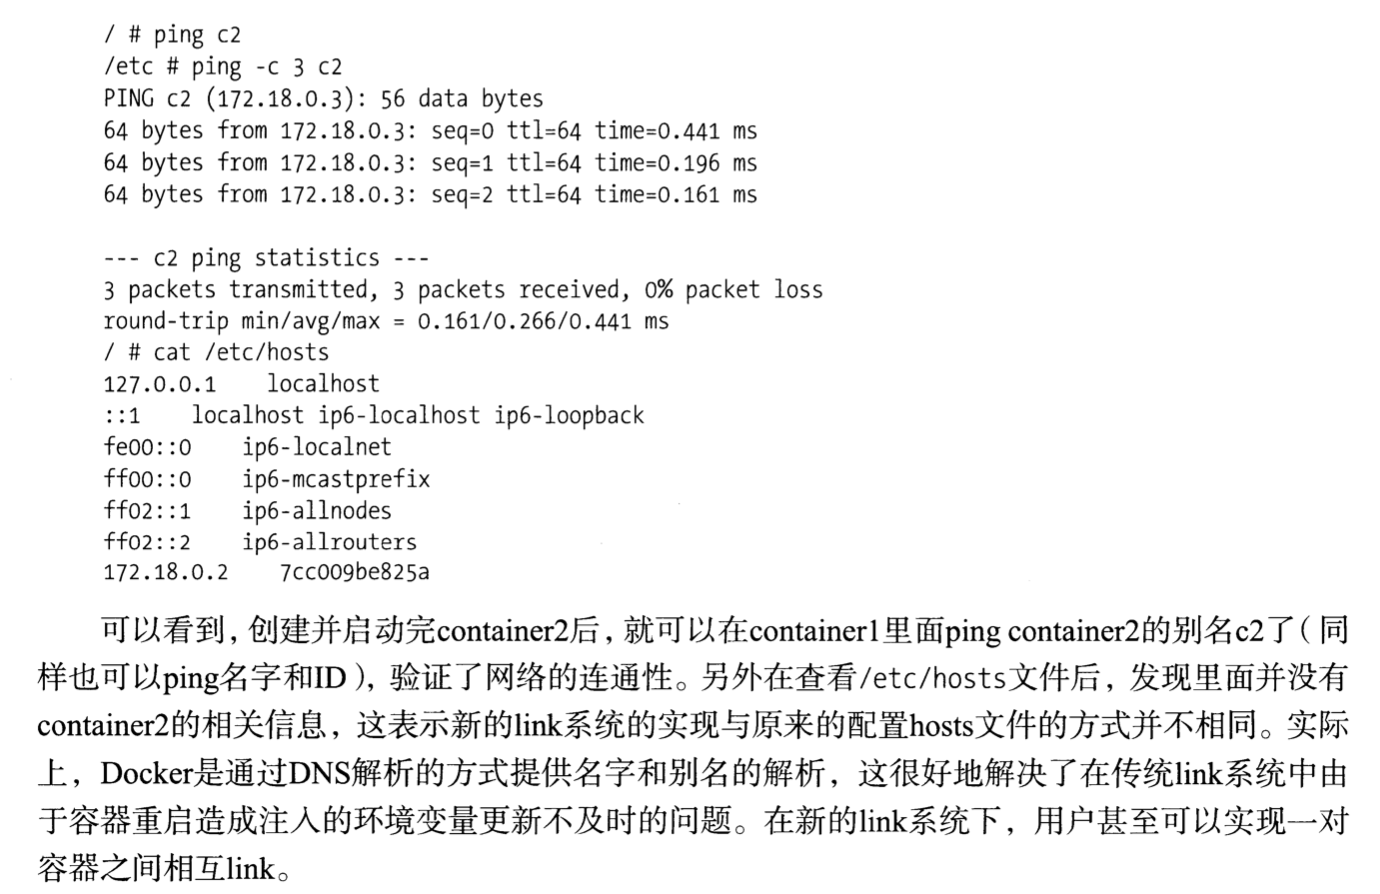 / # ping c2
/etc # ping -c 3 c2
PING c2 (172.18.0.3): 56 data bytes
64 bytes from 172.18.0.3: seq=0 ttl=64 time=0.441 ms
64 bytes from 172.18.0.3: seq=1 ttl=64 time=0.196 ms
64 bytes from 172.18.0.3: seq=2 ttl=64 time=0.161 ms
--- c2 ping statistics ---
3 packets transmitted, 3 packets received, 0% packet loss
round-trip min/avg/max = 0.161/0.266/0.441 ms
/ # cat /etc/hosts
127.0.0.1    localhost
::1    localhost ip6-localhost ip6-loopback
fe00::0    ip6-localnet
ff00::0    ip6-mcastprefix
ff02::1    ip6-allnodes
ff02::2    ip6-allrouters
172.18.0.2    7cc009be825a
可以看到，创建并启动完container2后，就可以在container1里面ping container2的别名c2了（同
样也可以ping名字和ID），验证了网络的连通性。另外在查看/etc/hosts文件后，发现里面并没有
container2的相关信息，这表示新的link系统的实现与原来的配置hosts文件的方式并不相同。实际
上，Docker是通过DNS解析的方式提供名字和别名的解析，这很好地解决了在传统link系统中由
于容器重启造成注入的环境变量更新不及时的问题。在新的link系统下，用户甚至可以实现一对
容器之间相互link。